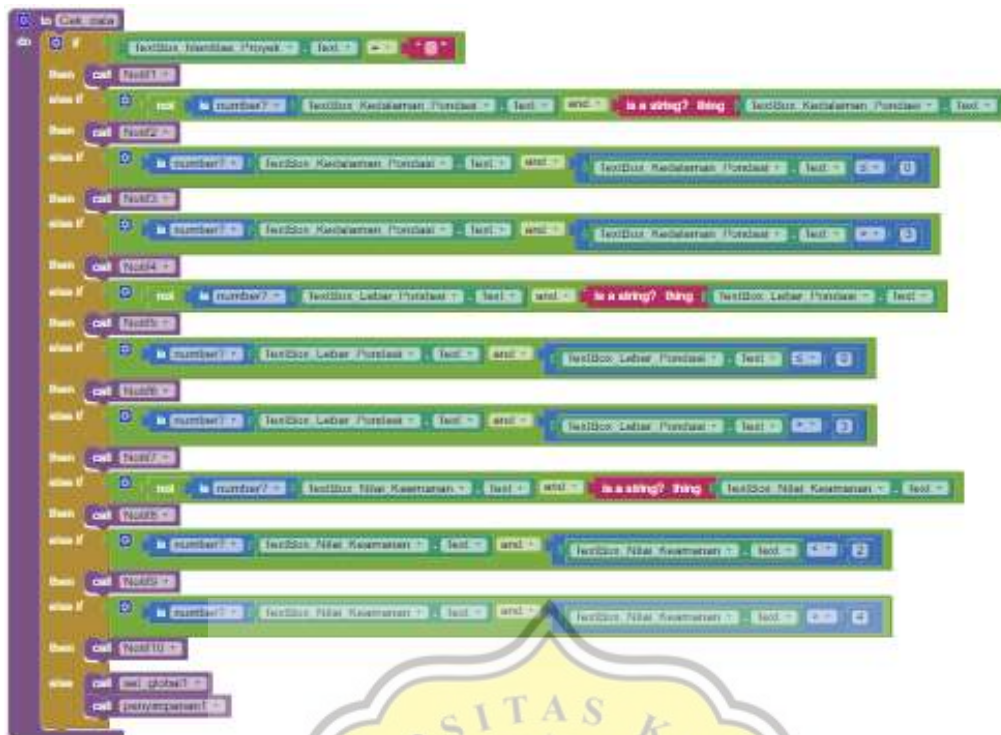 to Cek_data
do if TextBox_Identitas_Proyek . Text = " "
then call Notif1
else if not is number? TextBox_Kedalaman_Pondasi . Text and is a string? thing TextBox_Kedalaman_Pondasi . Text
then call Notif2
else if is number? TextBox_Kedalaman_Pondasi . Text and TextBox_Kedalaman_Pondasi . Text ≤ 0
then call Notif3
else if is number? TextBox_Kedalaman_Pondasi . Text and TextBox_Kedalaman_Pondasi . Text 3
then call Notif4
else if not is number? TextBox_Lebar_Pondasi . Text and is a string? thing TextBox_Lebar_Pondasi . Text
then call Notif5
else if is number? TextBox_Lebar_Pondasi . Text and TextBox_Lebar_Pondasi . Text ≤ 0
then call Notif6
else if is number? TextBox_Lebar_Pondasi . Text and TextBox_Lebar_Pondasi . Text 3
then call Notif7
else if not is number? TextBox_Nilai_Keamanan . Text and is a string? thing TextBox_Nilai_Keamanan . Text
then call Notif8
else if is number? TextBox_Nilai_Keamanan . Text and TextBox_Nilai_Keamanan . Text < 2
then call Notif9
else if is number? TextBox_Nilai_Keamanan . Text and TextBox_Nilai_Keamanan . Text 4
then call Notif10
else call set_global1
call penyimpanan1
SITAS K